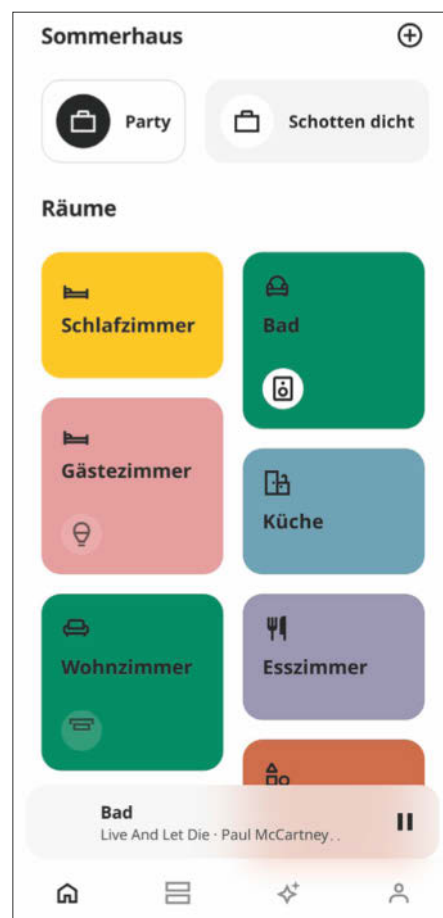 Sommerhaus
Party
Schotten dicht
Räume
Schlafzimmer
Bad
Gästezimmer
Küche
Wohnzimmer
Esszimmer
Bad
Live And Let Die · Paul McCartney. .